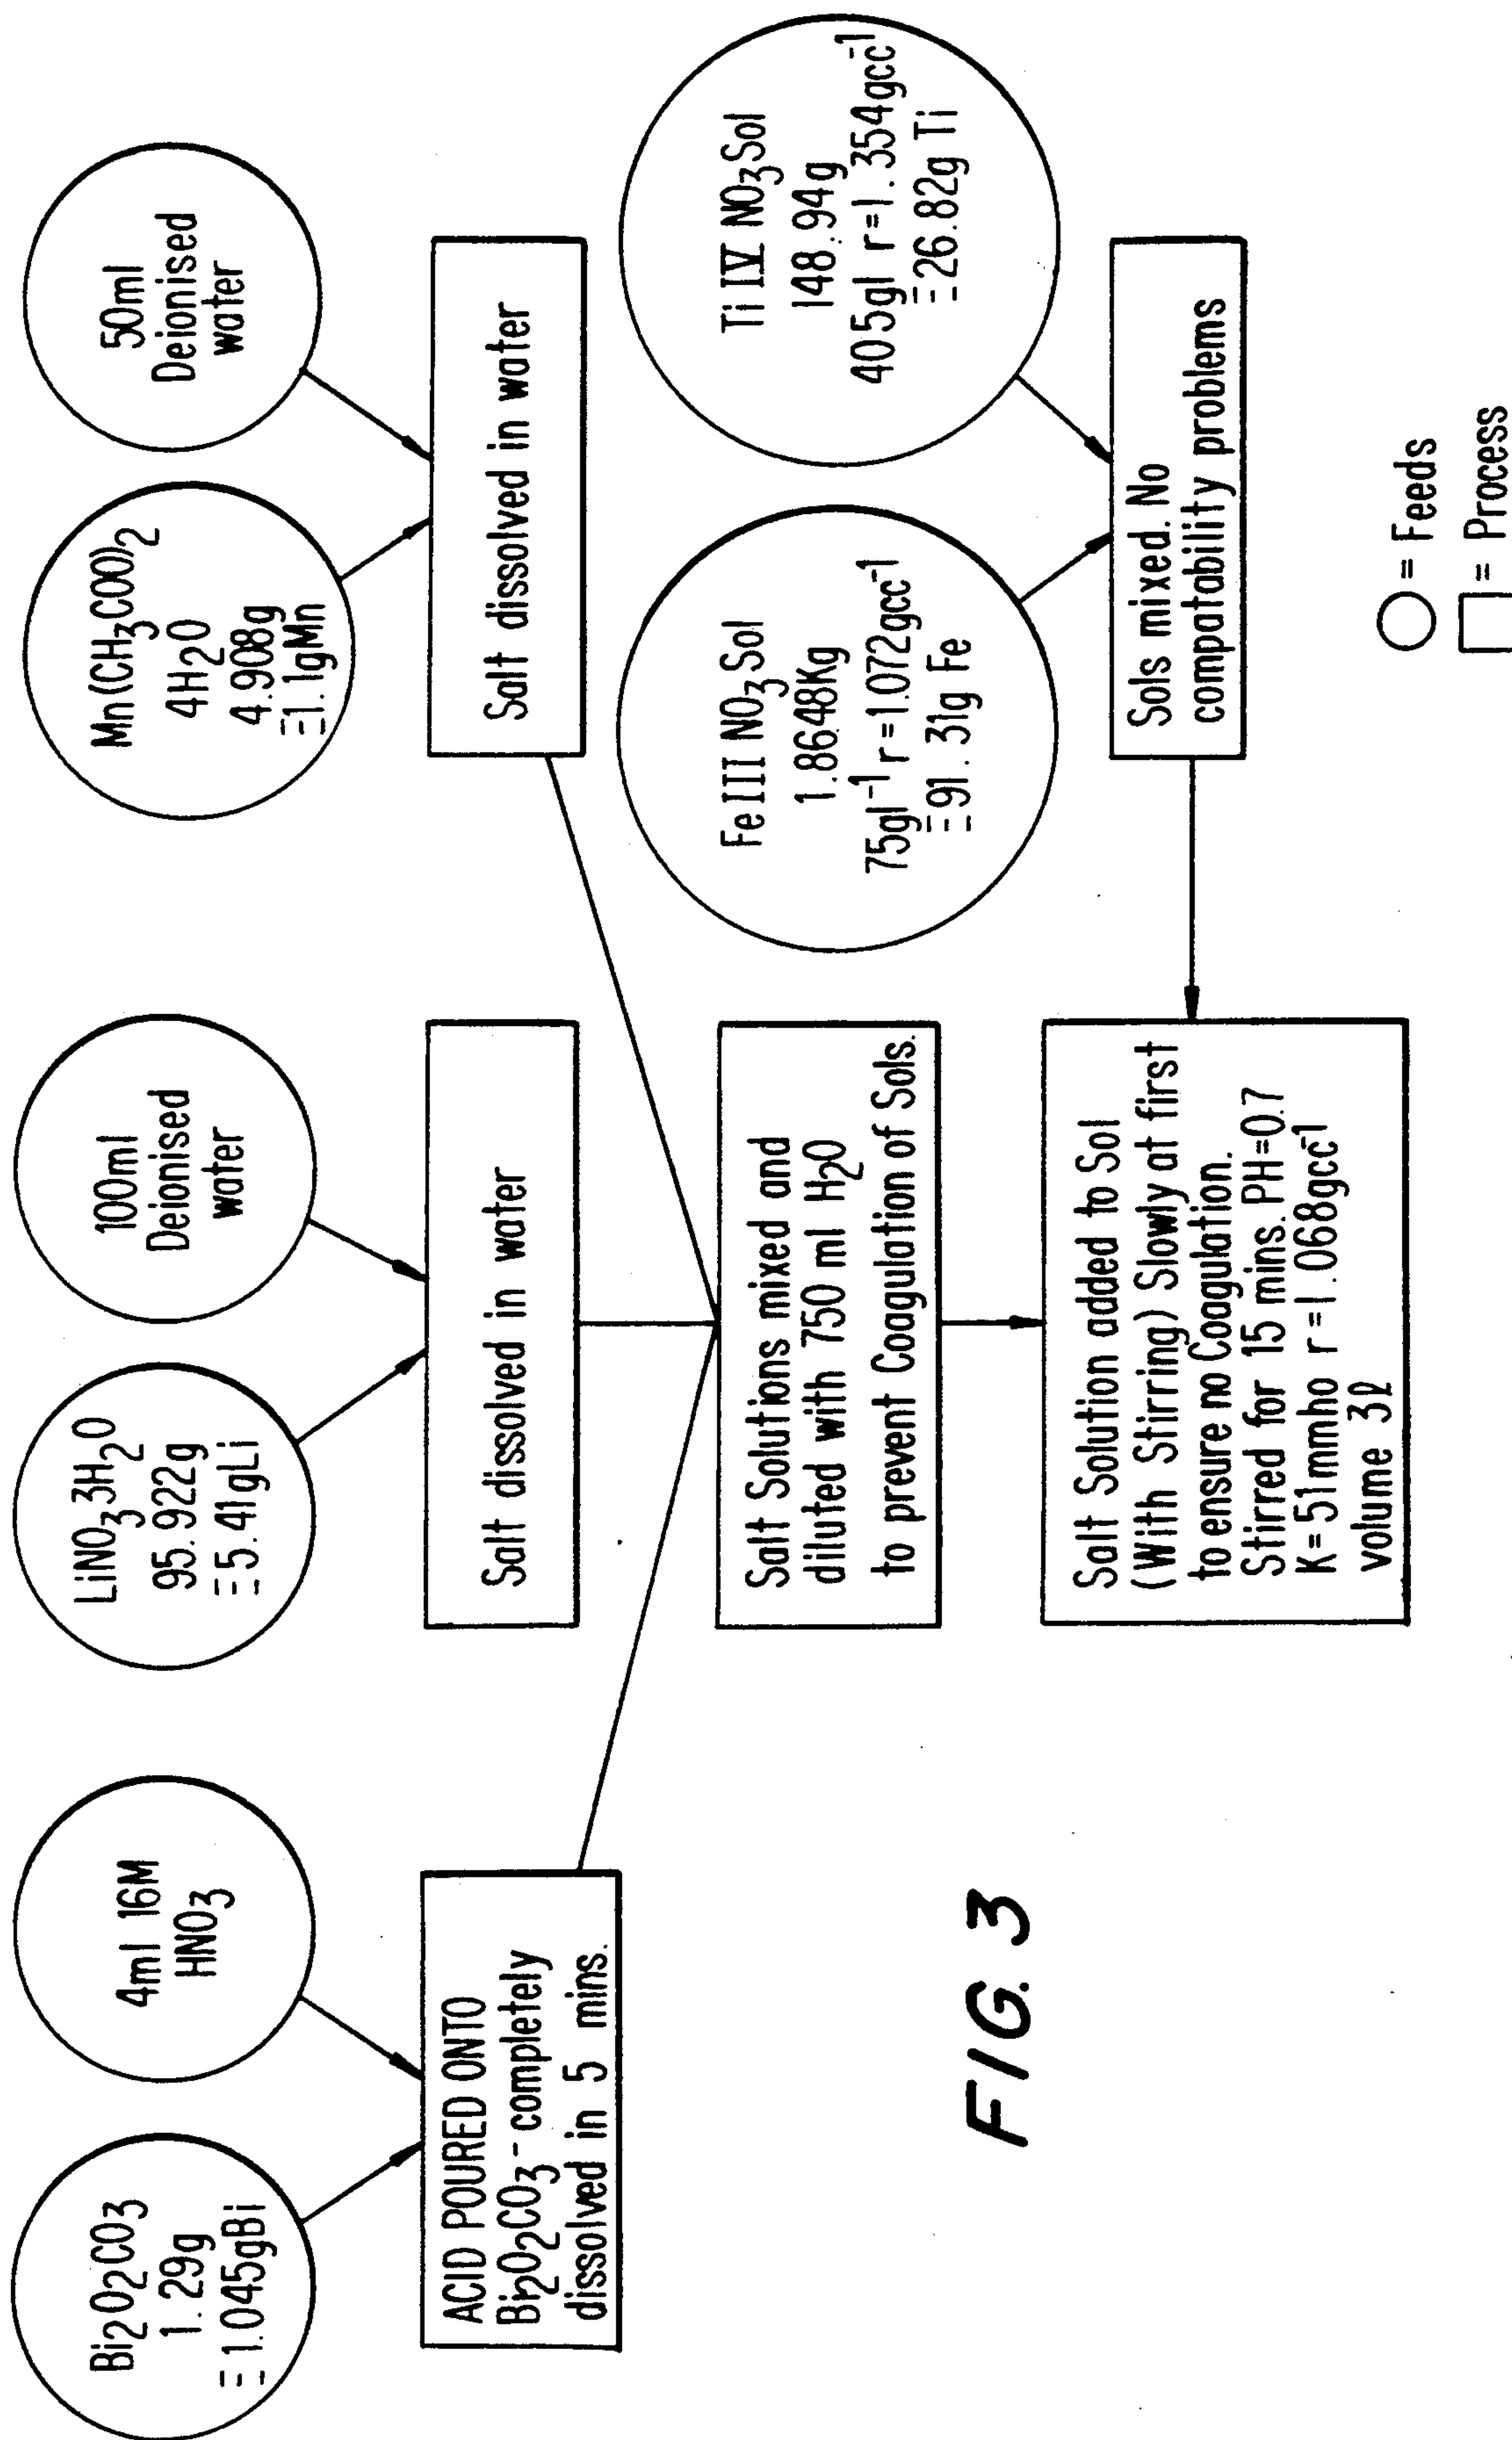 Bi2O2CO3
1.29g
≡1.045gBi
4ml 16M
HNO3
ACID POURED ONTO
Bi2O2CO3-completely
dissolved in 5 mins.
LiNO33H2O
95.922g
≡5.41gLi
100ml
Deionised
water
Salt dissolved in water
Mn(CH3COO)2
4H2O
4.908g
≡1.1gMn
50ml
Deionised
water
Salt dissolved in water
Salt Solutions mixed and
diluted with 750 ml H2O
to prevent Coagulation of Sols.
Fe III NO3Sol
1.8648Kg
75gl-1 r=1.072gcc-1
≡91.31g Fe
Ti IV NO3Sol
148.94g
405gl r=1.354gcc-1
≡26.82g Ti
Sols mixed. No
compatability problems
Salt Solution added to Sol
(With Stirring) Slowly at first
to ensure no Coagulation.
Stirred for 15 mins. PH=0.7
K=51mmho r=1.068gcc-1
volume 3ℓ
= Feeds
= Process
FIG. 3